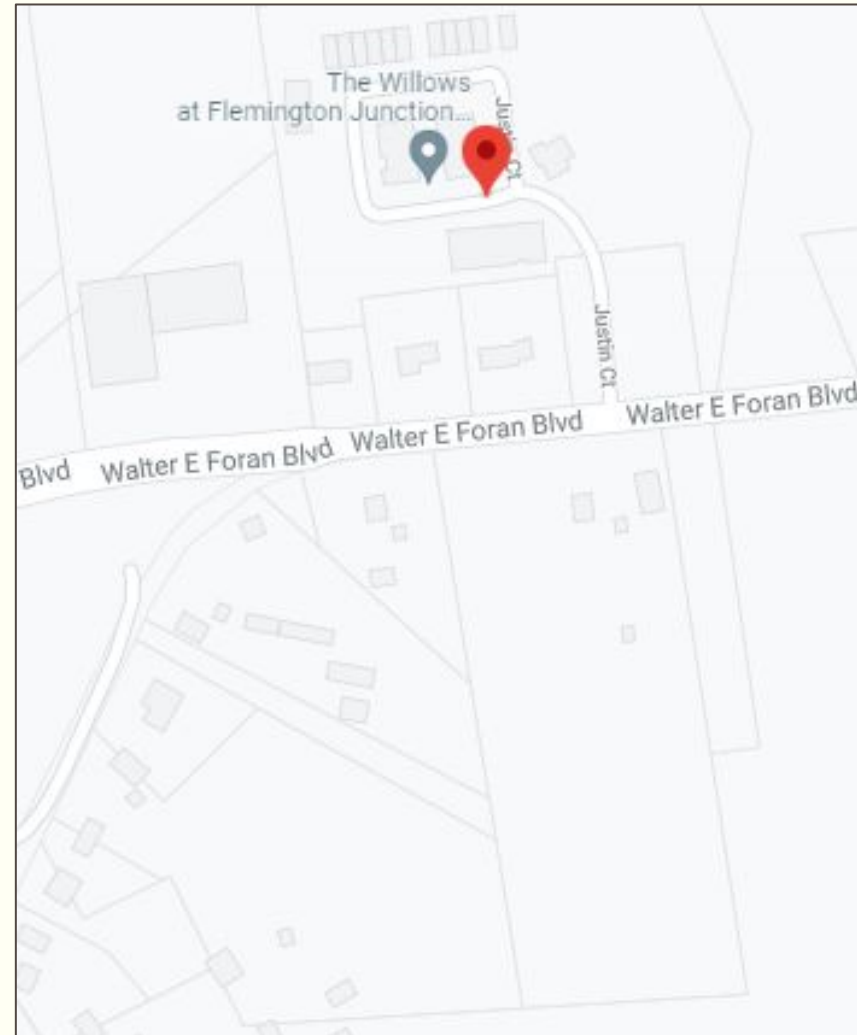 The Willows
at Flemington Junction...
Justin Ct
Justin Ct
Blvd
Walter E Foran Blvd
Walter E Foran Blvd
Walter E Foran Blvd